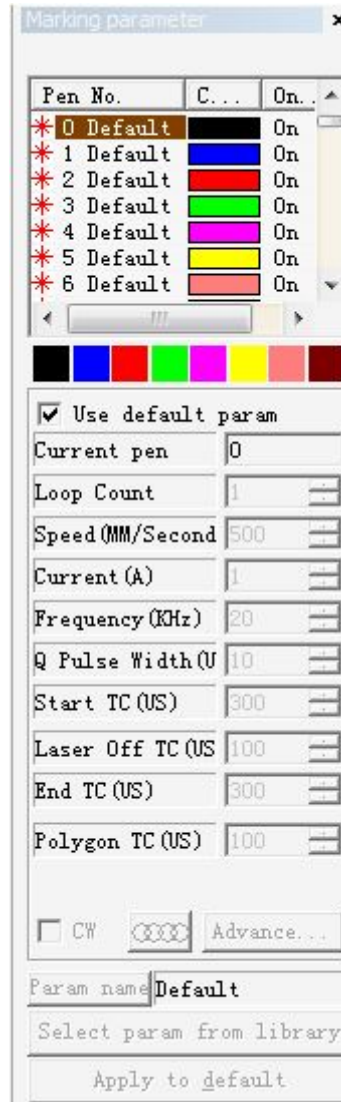 Marking parameter
Pen No. C... On..
0 Default On
1 Default On
2 Default On
3 Default On
4 Default On
5 Default On
6 Default On
Use default param
Current pen 0
Loop Count 1
Speed(MM/Second 500
Current(A) 1
Frequency(KHz) 20
Q Pulse Width(U 10
Start TC(US) 300
Laser Off TC(US 100
End TC(US) 300
Polygon TC(US) 100
CW Advance...
Param name Default
Select param from library
Apply to default